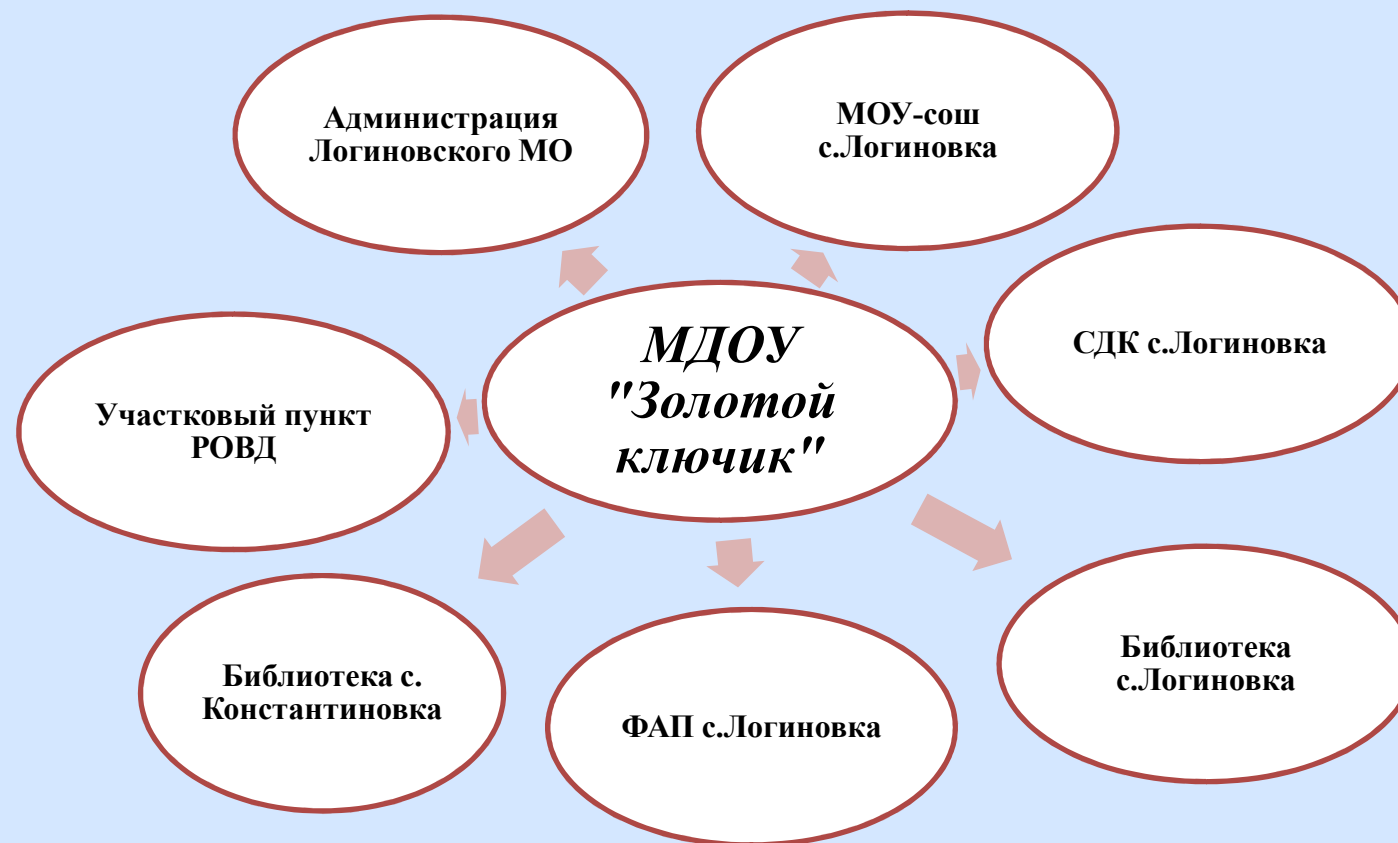 Администрация
Логиновского МО
МОУ-сош
с.Логиновка
СДК с.Логиновка
МДОУ
"Золотой
ключик"
Участковый пункт
РОВД
Библиотека
с.Логиновка
Библиотека с.
Константиновка
ФАП с.Логиновка